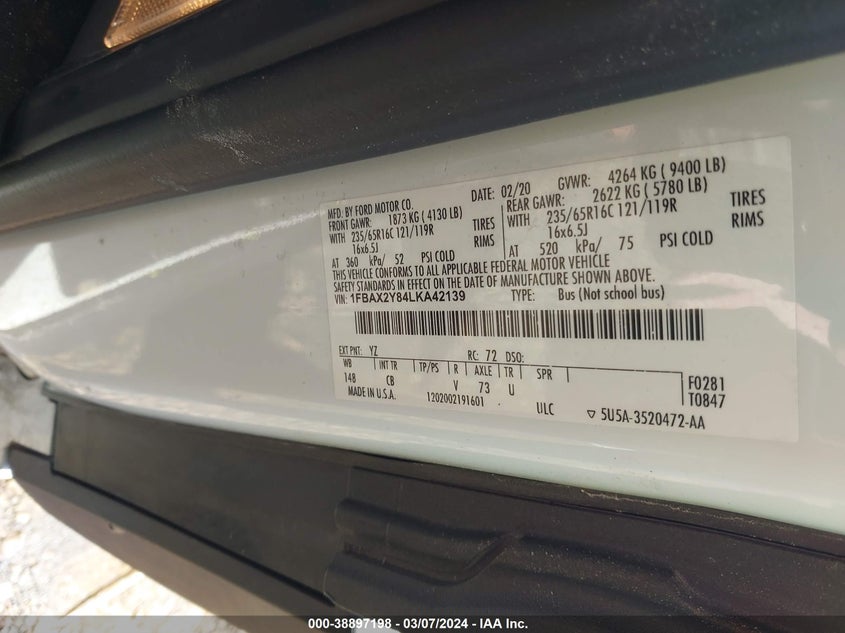 MFD. BY FORD MOTOR CO.
DATE: 02/20 GVWR: 4264 KG ( 9400 LB)
FRONT GAWR: 1873 KG ( 4130 LB)
REAR GAWR: 2622 KG ( 5780 LB)
WITH 235/65R16C 121/119R TIRES
WITH 235/65R16C 121/119R TIRES
16x6.5J RIMS
16x6.5J RIMS
AT 360 kPa/ 52 PSI COLD
AT 520 kPa/ 75 PSI COLD
THIS VEHICLE CONFORMS TO ALL APPLICABLE FEDERAL MOTOR VEHICLE
SAFETY STANDARDS IN EFFECT ON THE DATE OF MANUFACTURE SHOWN ABOVE.
VIN: 1FBAX2Y84LKA42139 TYPE: Bus (Not school bus)
EXT PNT: YZ RC: 72 DSO:
WB INT TR TP/PS R AXLE TR SPR
148 CB V 73 U
F0281
T0847
MADE IN U.S.A. 1202002191601 ULC ▽ 5U5A-3520472-AA
000-38897198 - 03/07/2024 - IAA Inc.